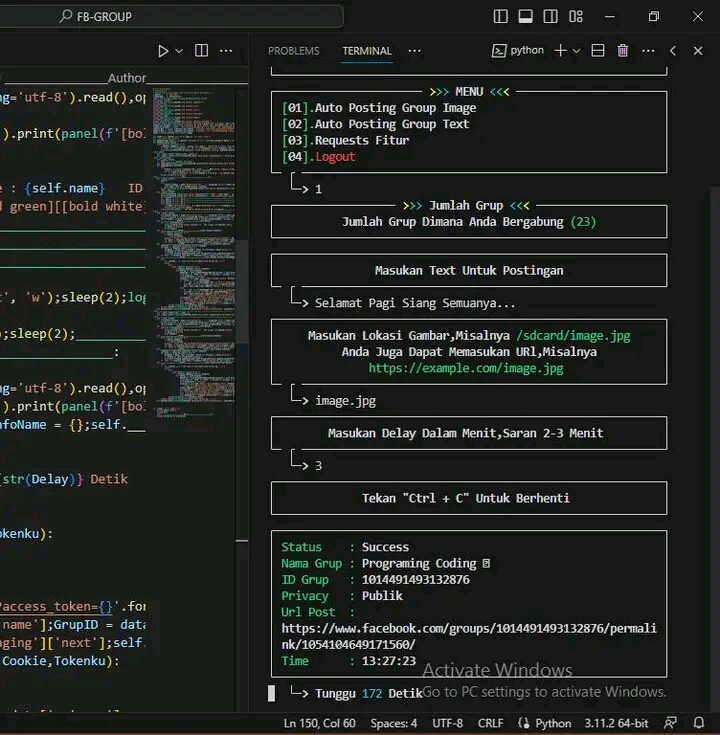 FB-GROUP
PROBLEMS TERMINAL ··· python
Author
ng='utf-8').read(),op
).print(panel(f'[bol
e : {self.name} ID
d green][[bold white]
', 'w');sleep(2);log
);sleep(2);
:
ng='utf-8').read(),op
).print(panel(f'[bol
nfoName = {};self.__
[str(Delay)} Detik
okenku):
?access_token={}'.for
name'];GrupID = data
aging']['next'];self.
Cookie,Tokenku):
>>> MENU <<<
[01].Auto Posting Group Image
[02].Auto Posting Group Text
[03].Requests Fitur
[04].Logout
└─> 1
>>> Jumlah Grup <<<
Jumlah Grup Dimana Anda Bergabung (23)
Masukan Text Untuk Postingan
└─> Selamat Pagi Siang Semuanya...
Masukan Lokasi Gambar,Misalnya /sdcard/image.jpg
Anda Juga Dapat Memasukan URl,Misalnya
https://example.com/image.jpg
└─> image.jpg
Masukan Delay Dalam Menit,Saran 2-3 Menit
└─> 3
Tekan "Ctrl + C" Untuk Berhenti
Status : Success
Nama Grup : Programing Coding
ID Grup : 1014491493132876
Privacy : Publik
Url Post :
https://www.facebook.com/groups/1014491493132876/permali
nk/1054104649171560/
Time : 13:27:23
└─> Tunggu 172 Detik
Activate Windows
Go to PC settings to activate Windows.
Ln 150, Col 60 Spaces: 4 UTF-8 CRLF Python 3.11.2 64-bit